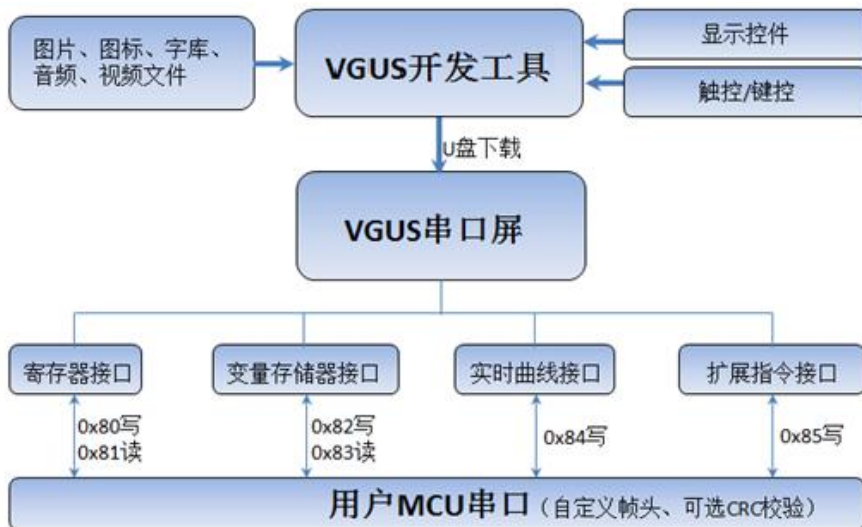 图片、图标、字库、
音频、视频文件
VGUS开发工具
显示控件
触控/键控
U盘下载
VGUS串口屏
寄存器接口
变量存储器接口
实时曲线接口
扩展指令接口
0x80写
0x81读
0x82写
0x83读
0x84写
0x85写
用户MCU串口（自定义帧头、可选CRC校验）